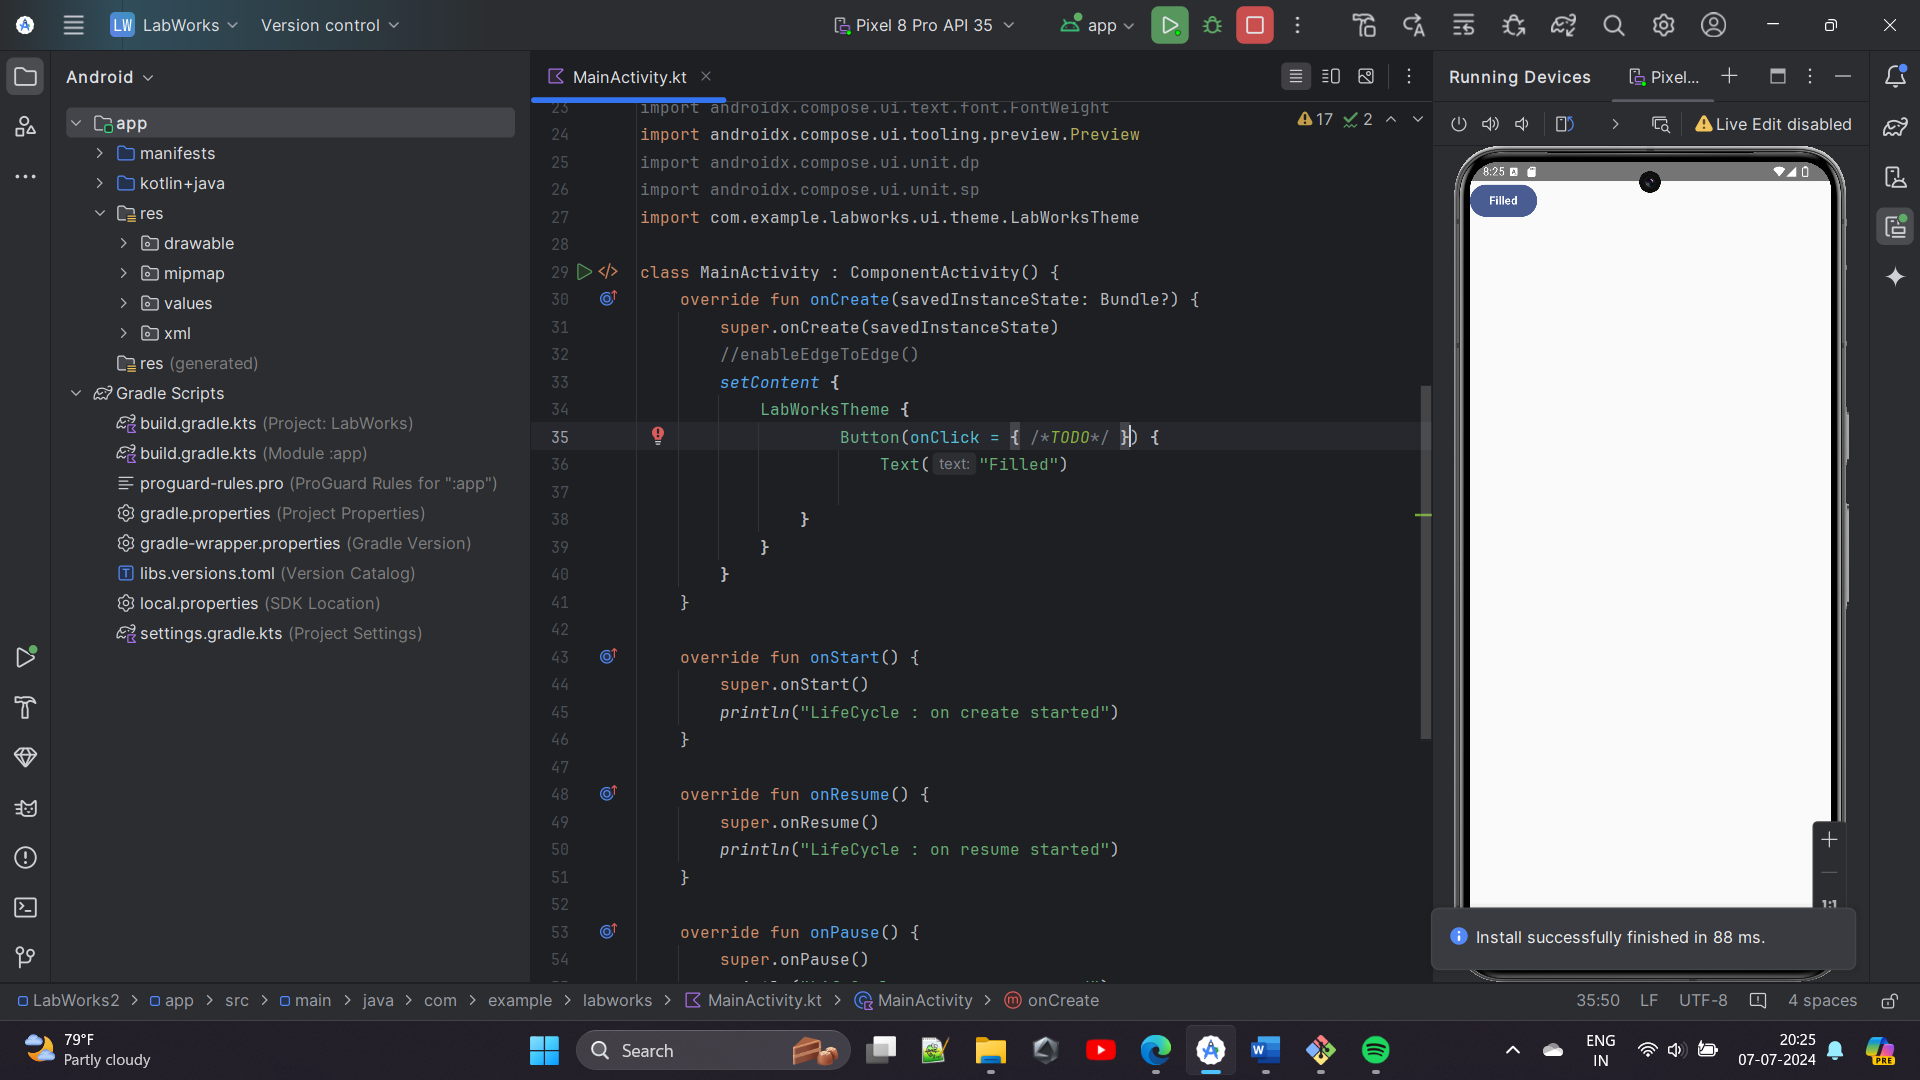 LW LabWorks Version control Pixel 8 Pro API 35 app
Android
MainActivity.kt
Running Devices Pixel...
app
manifests
kotlin+java
res
drawable
mipmap
values
xml
res (generated)
Gradle Scripts
build.gradle.kts (Project: LabWorks)
build.gradle.kts (Module :app)
proguard-rules.pro (ProGuard Rules for ":app")
gradle.properties (Project Properties)
gradle-wrapper.properties (Gradle Version)
libs.versions.toml (Version Catalog)
local.properties (SDK Location)
settings.gradle.kts (Project Settings)
17 2
23 import androidx.compose.ui.text.font.FontWeight
24 import androidx.compose.ui.tooling.preview.Preview
25 import androidx.compose.ui.unit.dp
26 import androidx.compose.ui.unit.sp
27 import com.example.labworks.ui.theme.LabWorksTheme
28
29 class MainActivity : ComponentActivity() {
30 override fun onCreate(savedInstanceState: Bundle?) {
31 super.onCreate(savedInstanceState)
32 //enableEdgeToEdge()
33 setContent {
34 LabWorksTheme {
35 Button(onClick = { /*TODO*/ }) {
36 Text( text: "Filled")
37
38 }
39 }
40 }
41 }
42
43 override fun onStart() {
44 super.onStart()
45 println("LifeCycle : on create started")
46 }
47
48 override fun onResume() {
49 super.onResume()
50 println("LifeCycle : on resume started")
51 }
52
53 override fun onPause() {
54 super.onPause()
Live Edit disabled
8:25
Filled
1:1
Install successfully finished in 88 ms.
LabWorks2 > app > src > main > java > com > example > labworks > MainActivity.kt > MainActivity > onCreate
35:50 LF UTF-8 4 spaces
79°F
Partly cloudy
Search
ENG
IN
20:25
07-07-2024
PRE